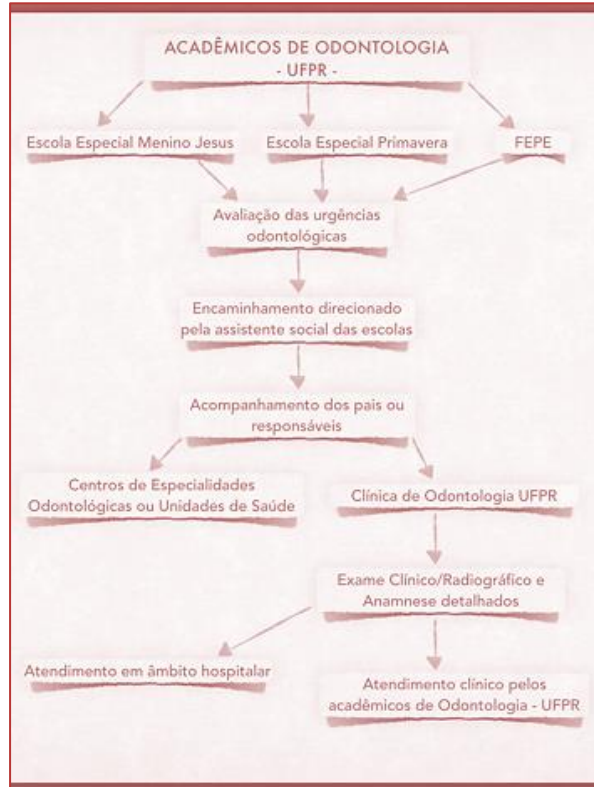 ACADÊMICOS DE ODONTOLOGIA
- UFPR -
Escola Especial Menino Jesus
Escola Especial Primavera
FEPE
Avaliação das urgências
odontológicas
Encaminhamento direcionado
pela assistente social das escolas
Acompanhamento dos pais ou
responsáveis
Centros de Especialidades
Odontológicas ou Unidades de Saúde
Clínica de Odontologia UFPR
Exame Clínico/Radiográfico e
Anamnese detalhados
Atendimento em âmbito hospitalar
Atendimento clínico pelos
acadêmicos de Odontologia - UFPR